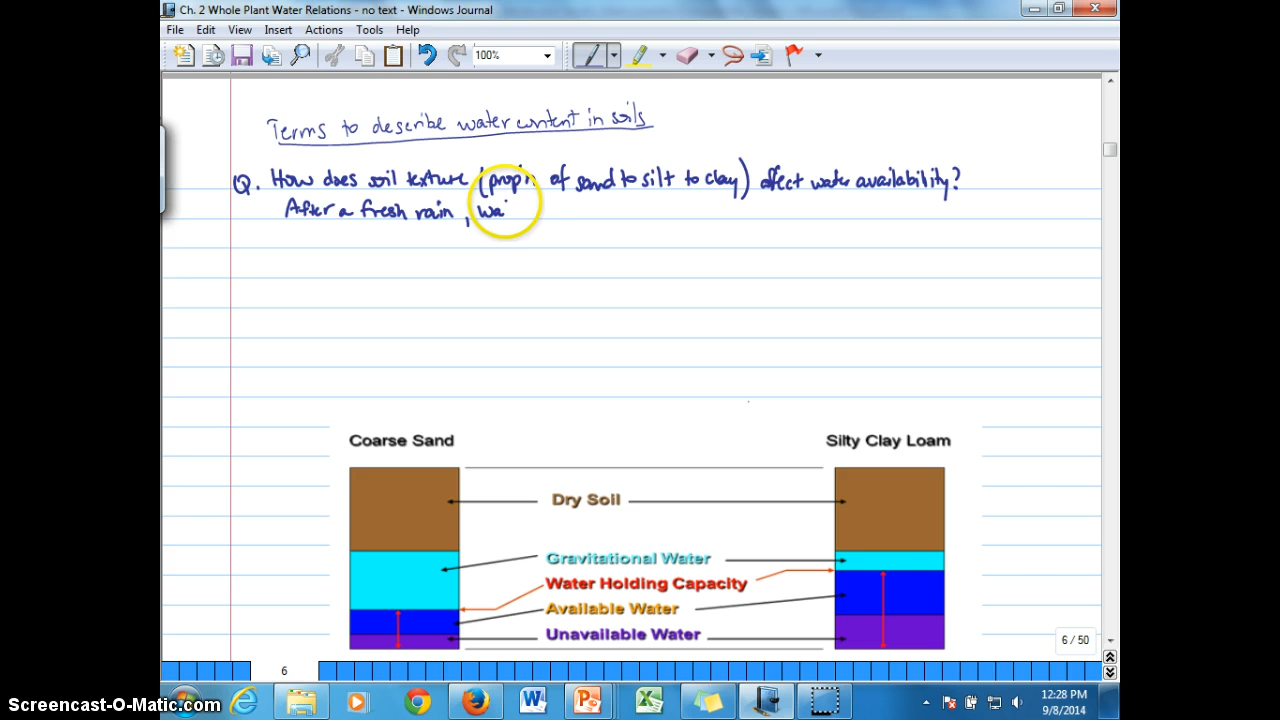 Ch. 2 Whole Plant Water Relations - no text - Windows Journal
File Edit View Insert Actions Tools Help
100%
Terms to describe water content in soils
Q. How does soil texture (prop'n of sand to silt to clay) affect water availability?
After a fresh rain, wa
Coarse Sand
Silty Clay Loam
Dry Soil
Gravitational Water
Water Holding Capacity
Available Water
Unavailable Water
6 / 50
6
Screencast-O-Matic.com
12:28 PM
9/8/2014